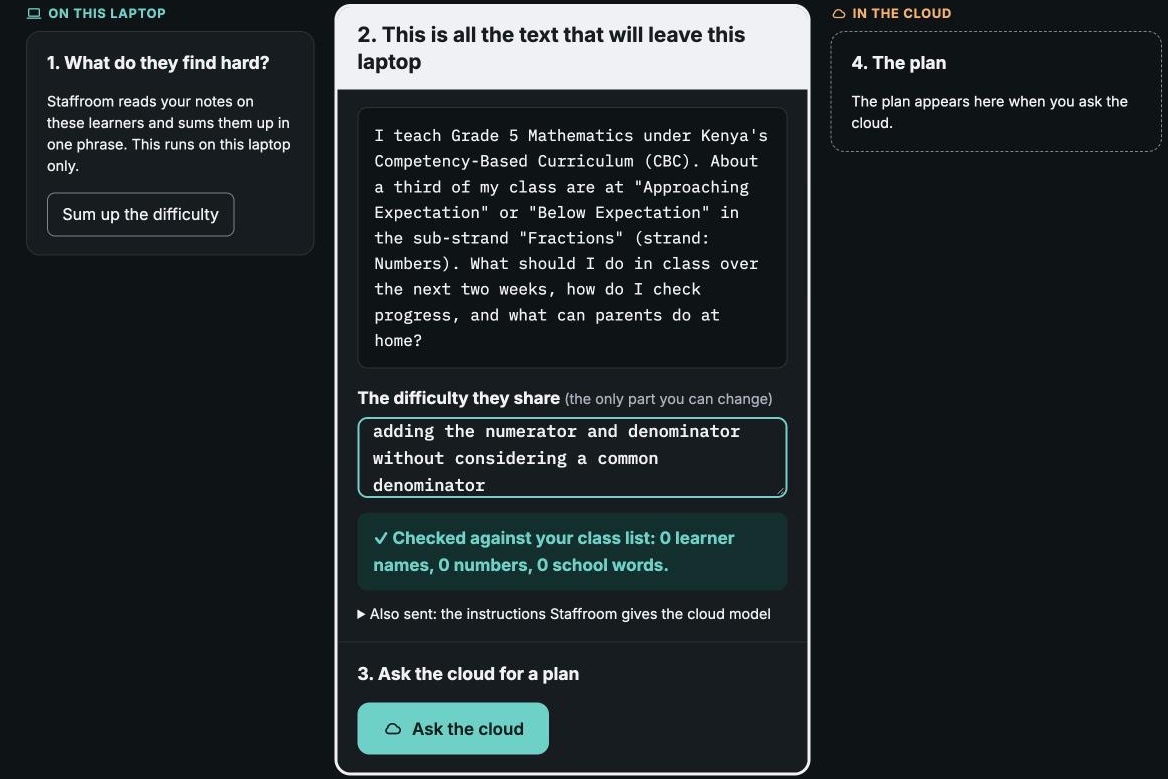 ON THIS LAPTOP
1. What do they find hard?
Staffroom reads your notes on
these learners and sums them up in
one phrase. This runs on this laptop
only.
Sum up the difficulty
2. This is all the text that will leave this
laptop
I teach Grade 5 Mathematics under Kenya's
Competency-Based Curriculum (CBC). About
a third of my class are at "Approaching
Expectation" or "Below Expectation" in
the sub-strand "Fractions" (strand:
Numbers). What should I do in class over
the next two weeks, how do I check
progress, and what can parents do at
home?
The difficulty they share (the only part you can change)
adding the numerator and denominator
without considering a common
denominator
✓ Checked against your class list: 0 learner
names, 0 numbers, 0 school words.
▶ Also sent: the instructions Staffroom gives the cloud model
3. Ask the cloud for a plan
Ask the cloud
IN THE CLOUD
4. The plan
The plan appears here when you ask the
cloud.